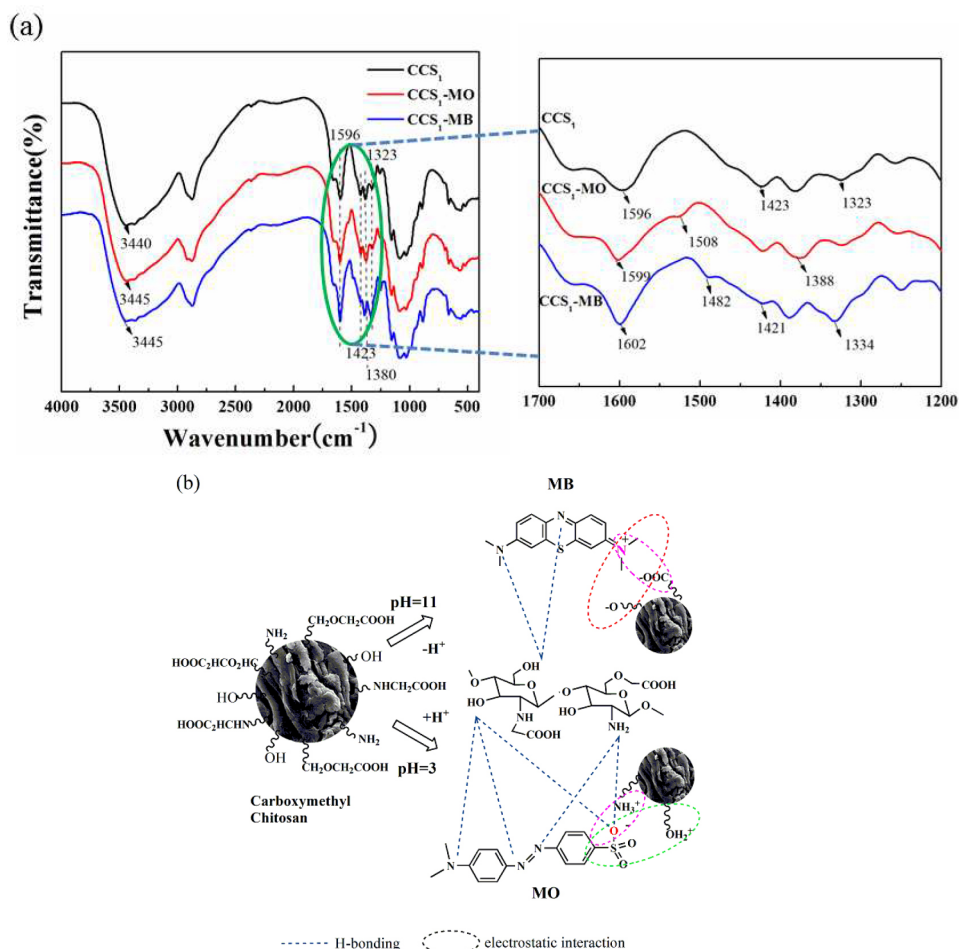 (a)
CCS₁
CCS₁-MO
CCS₁-MB
1596
1323
3440
3445
3445
1423
1380
Transmittance(%)
4000 3500 3000 2500 2000 1500 1000 500
Wavenumber(cm⁻¹)
CCS₁
1596
1423
1323
CCS₁-MO
1599
1508
1388
CCS₁-MB
1602
1482
1421
1334
1700 1600 1500 1400 1300 1200
(b)
MB
N
N
S
N
+
-OOC
-O
pH=11
-H⁺
NH₂
CH₂OCH₂COOH
HOOC₂HCO₂HC
OH
HO
NHCH₂COOH
HOOC₂HCHN
OH
NH₂
CH₂OCH₂COOH
+H⁺
pH=3
Carboxymethyl
Chitosan
OH
O
O
HO
NH
COOH
O
O
COOH
O
HO
O
NH₂
NH₃⁺
OH₂⁺
O
-
S
O
O
N
N
N
MO
H-bonding
electrostatic interaction